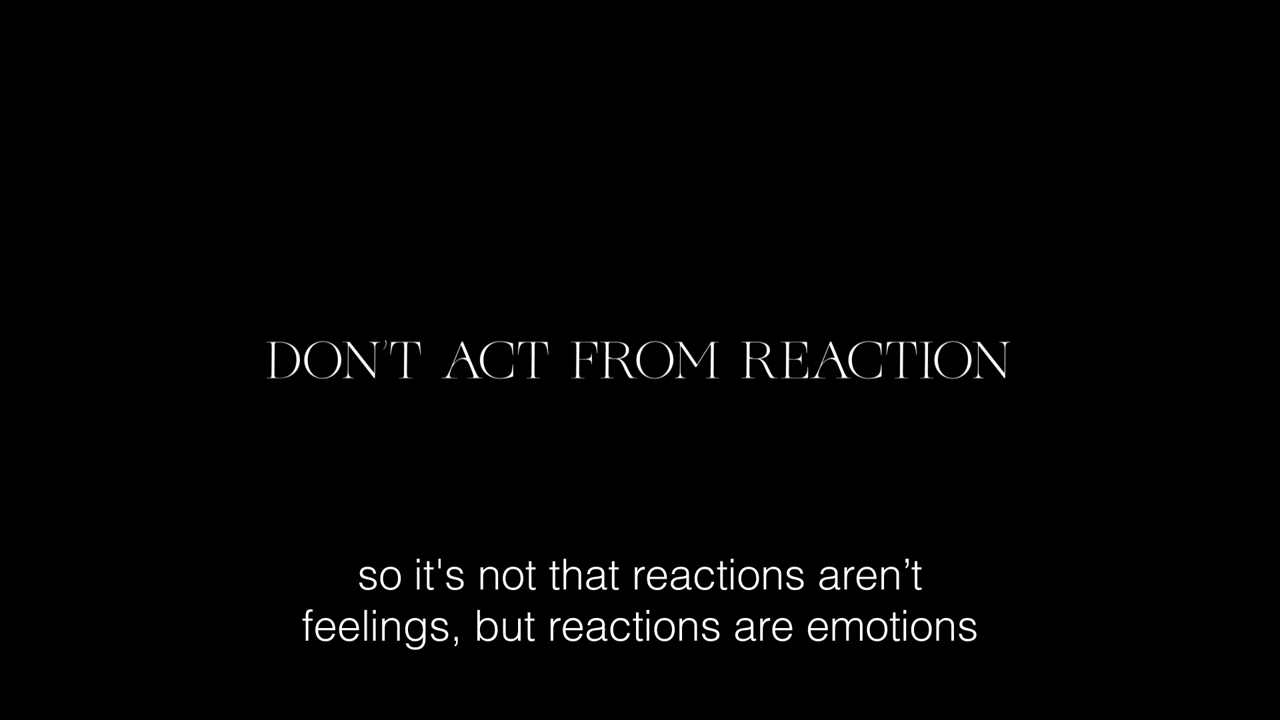 DON'T ACT FROM REACTION
so it's not that reactions aren’t
feelings, but reactions are emotions